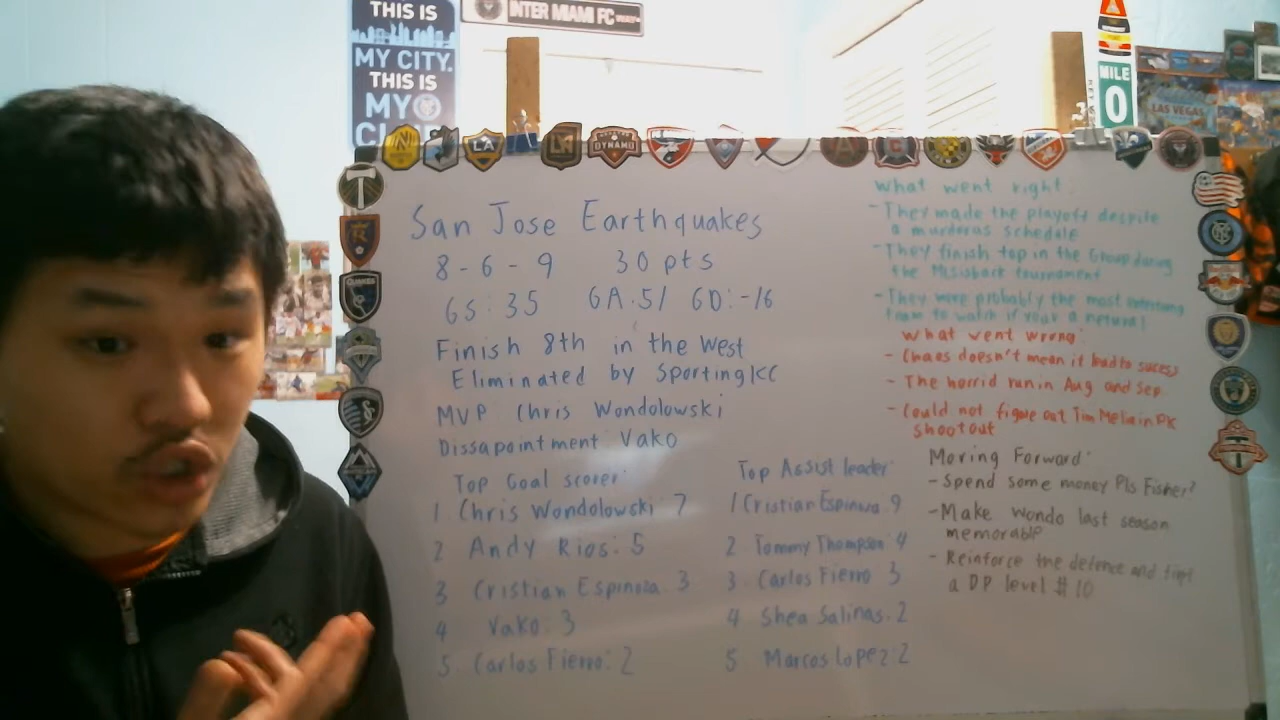 THIS IS
MY CITY.
THIS IS
MY
INTER MIAMI FC
MILE
0
LAS VEGAS
LA
DYNAMO
San Jose Earthquakes
8-6-9 30 pts
GS: 35 GA:51 GD:-16
Finish 8th in the West
Eliminated by Sporting KC
MVP Chris Wondolowski
Dissapointment Vako
Top Goal scorer:
1 Chris Wondolowski 7
2 Andy Rios: 5
3 Cristian Espinoza 3
4 Vako: 3
5. Carlos Fierro: 2
Top Assist leader
1 Cristian Espinoza 9
2 Tommy Thompson 4
3 Carlos Fierro 3
4 Shea Salinas. 2
5 Marcos Lopez: 2
What went right
- They made the playoff despite
a murderas schedule
- They finish top in the Group during
the MLSisback tournament
- They were probably the most
team to watch if your a netural
What went wrong:
- Chaos doesn't mean it lead to sucess
- The horrid run in Aug and Sep
- Could not figure out Tim Melia in PK
shootout
Moving Forward:
- Spend some money Pls Fisher?
- Make wondo last season
memorable
- Reinforce the defence and
a DP level #10